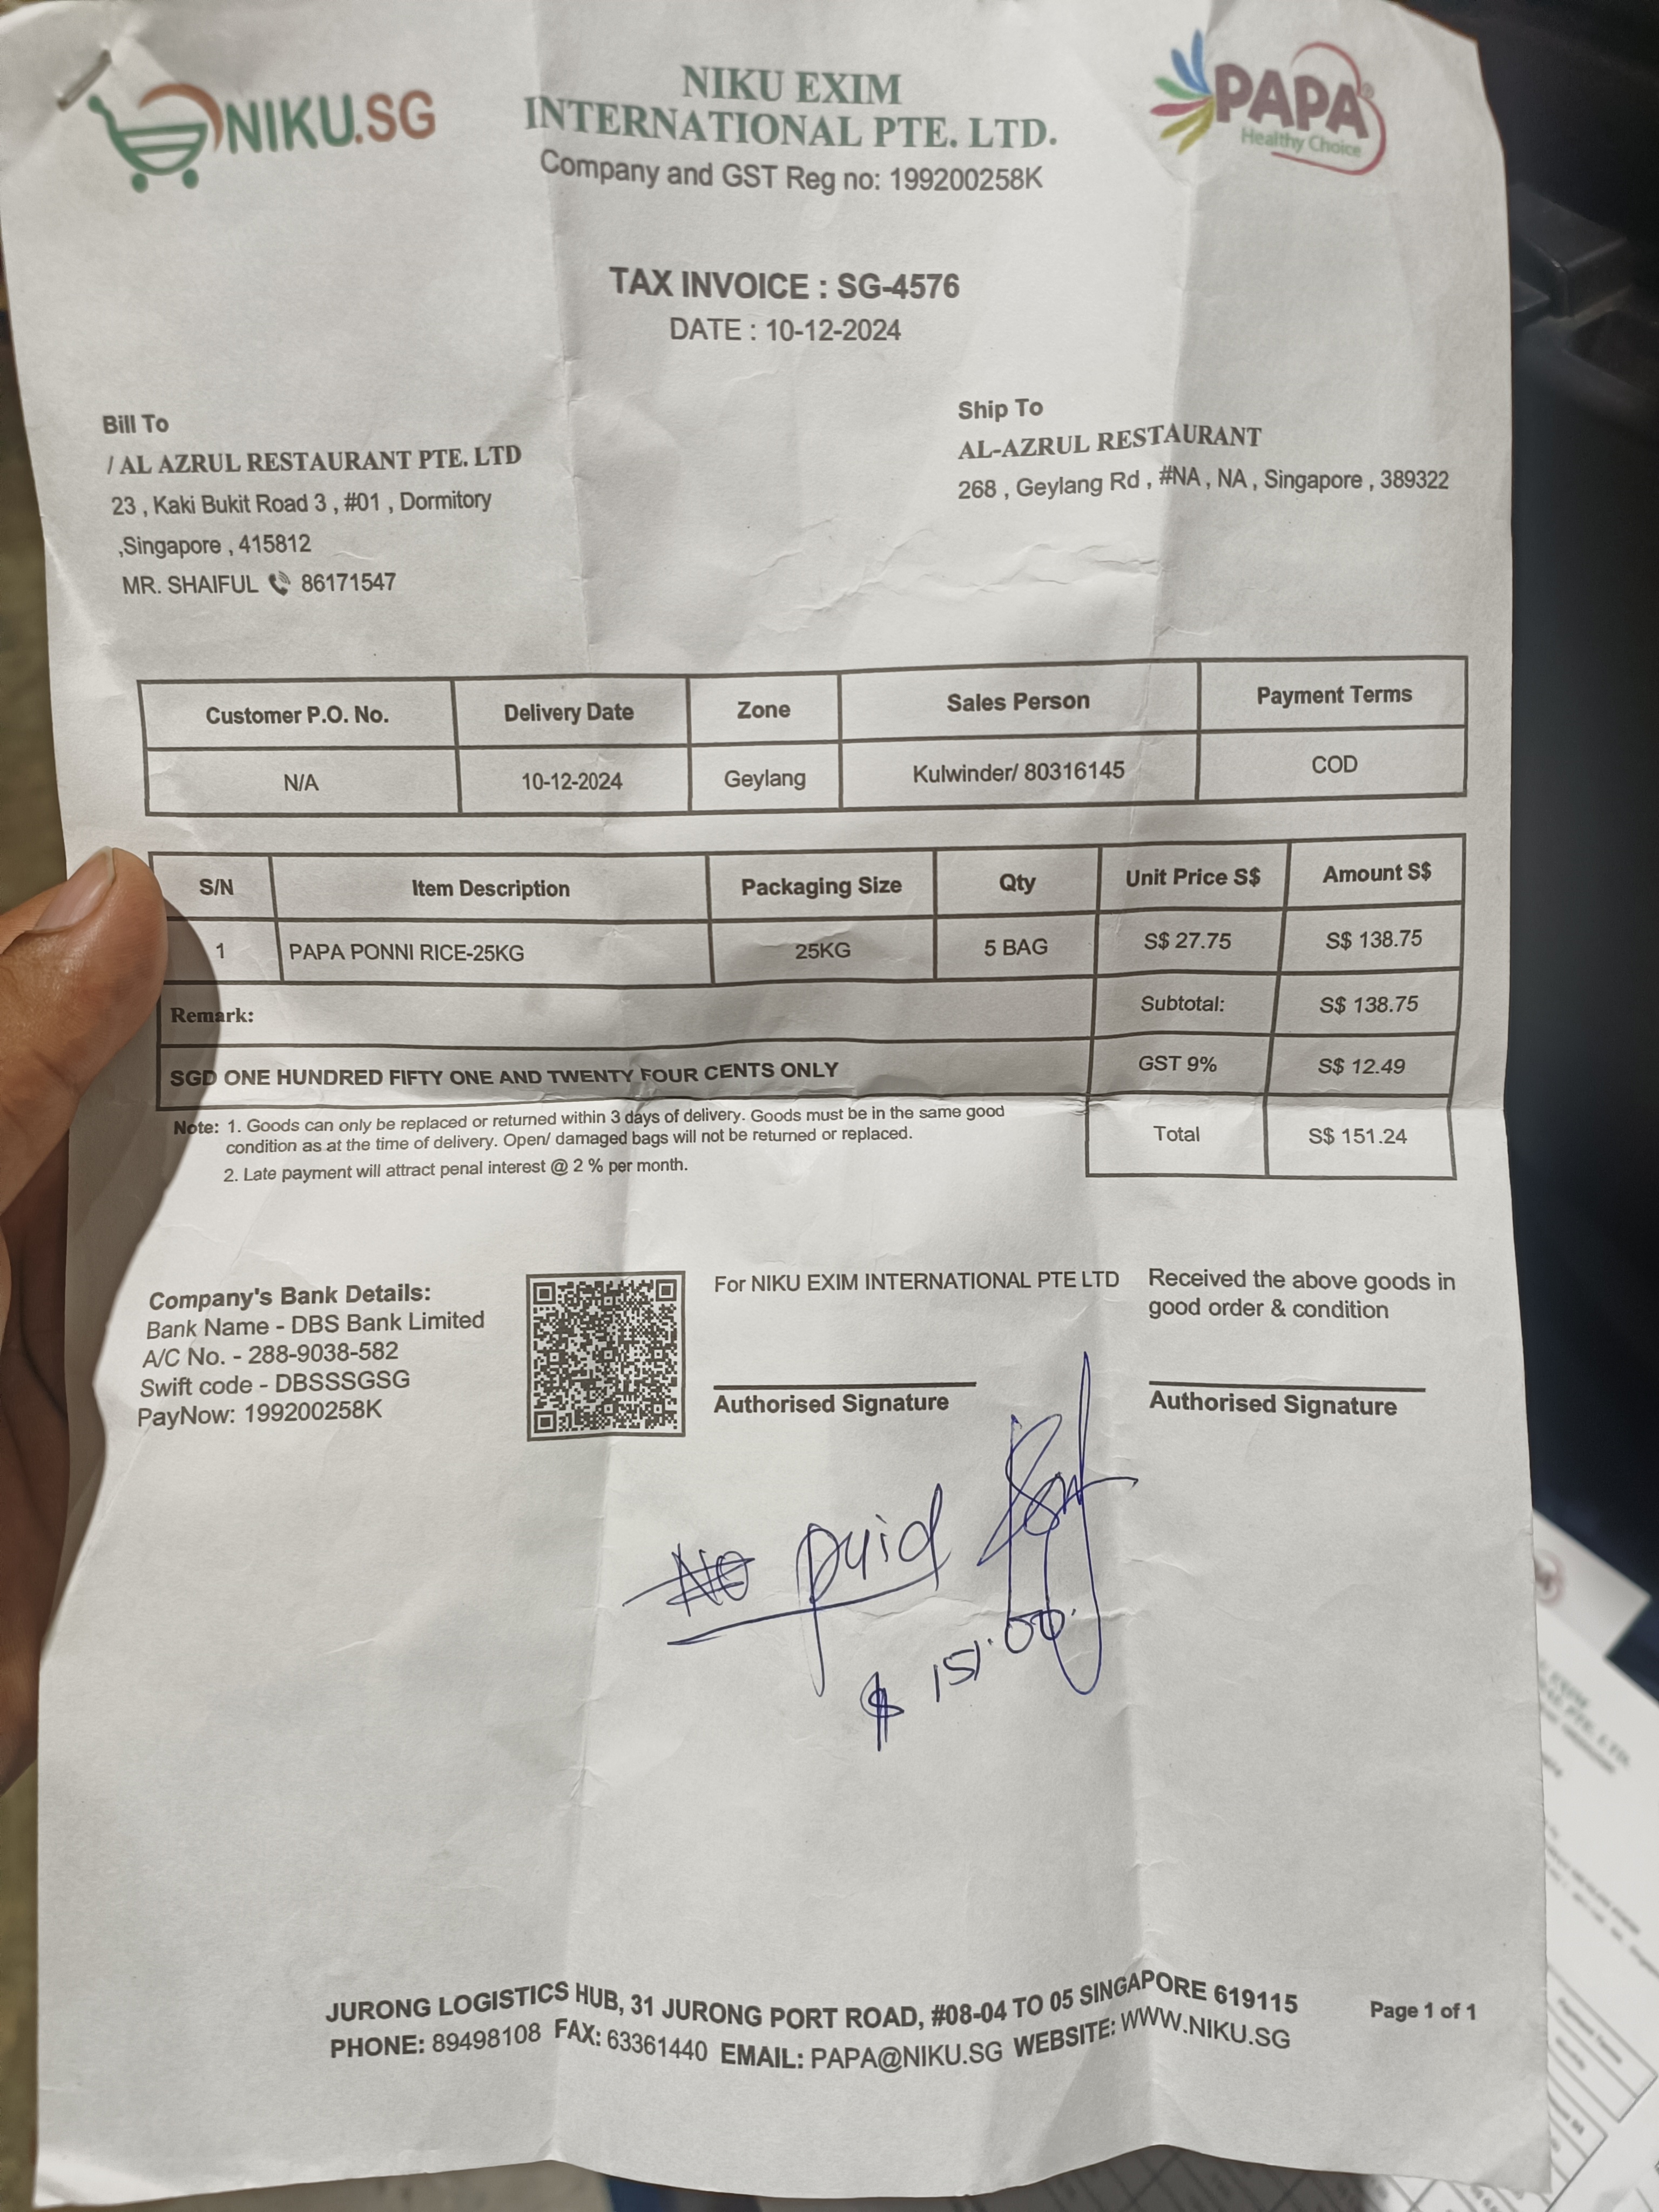 NIKU.SG
NIKU EXIM
INTERNATIONAL PTE. LTD.
Company and GST Reg no: 199200258K
PAPA®
Healthy Choice
TAX INVOICE : SG-4576
DATE : 10-12-2024
Bill To
/ AL AZRUL RESTAURANT PTE. LTD
23 , Kaki Bukit Road 3 , #01 , Dormitory
,Singapore , 415812
MR. SHAIFUL 86171547
Ship To
AL-AZRUL RESTAURANT
268 , Geylang Rd , #NA , NA , Singapore , 389322
Customer P.O. No. Delivery Date Zone Sales Person Payment Terms
N/A 10-12-2024 Geylang Kulwinder/ 80316145 COD
S/N Item Description Packaging Size Qty Unit Price S$ Amount S$
1 PAPA PONNI RICE-25KG 25KG 5 BAG S$ 27.75 S$ 138.75
Remark: Subtotal: S$ 138.75
SGD ONE HUNDRED FIFTY ONE AND TWENTY FOUR CENTS ONLY GST 9% S$ 12.49
Total S$ 151.24
Note: 1. Goods can only be replaced or returned within 3 days of delivery. Goods must be in the same good
condition as at the time of delivery. Open/ damaged bags will not be returned or replaced.
2. Late payment will attract penal interest @ 2 % per month.
Company's Bank Details:
Bank Name - DBS Bank Limited
A/C No. - 288-9038-582
Swift code - DBSSSGSG
PayNow: 199200258K
For NIKU EXIM INTERNATIONAL PTE LTD
Authorised Signature
Received the above goods in
good order & condition
Authorised Signature
NO paid
$ 151.00
JURONG LOGISTICS HUB, 31 JURONG PORT ROAD, #08-04 TO 05 SINGAPORE 619115
PHONE: 89498108 FAX: 63361440 EMAIL: PAPA@NIKU.SG WEBSITE: WWW.NIKU.SG
Page 1 of 1